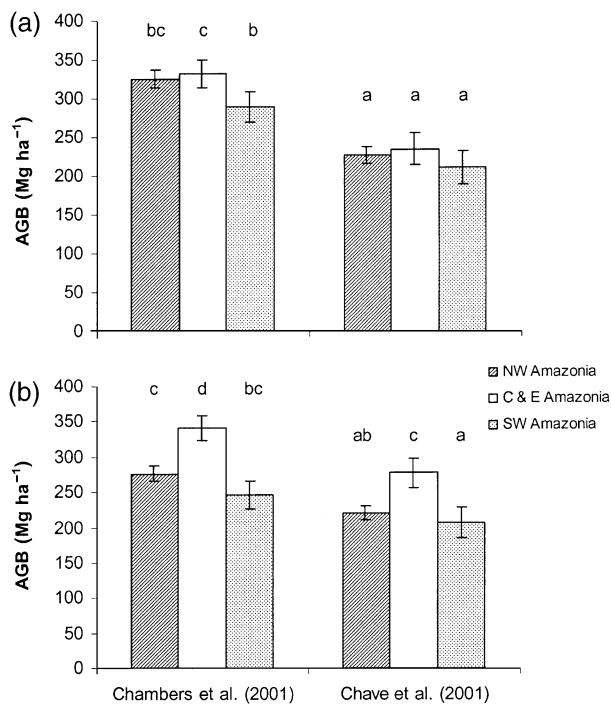 (a)
AGB (Mg ha⁻¹)
400
350
300
250
200
150
100
50
0
bc c b a a a
NW Amazonia
C & E Amazonia
SW Amazonia
(b)
AGB (Mg ha⁻¹)
400
350
300
250
200
150
100
50
0
c d bc ab c a
Chambers et al. (2001) Chave et al. (2001)